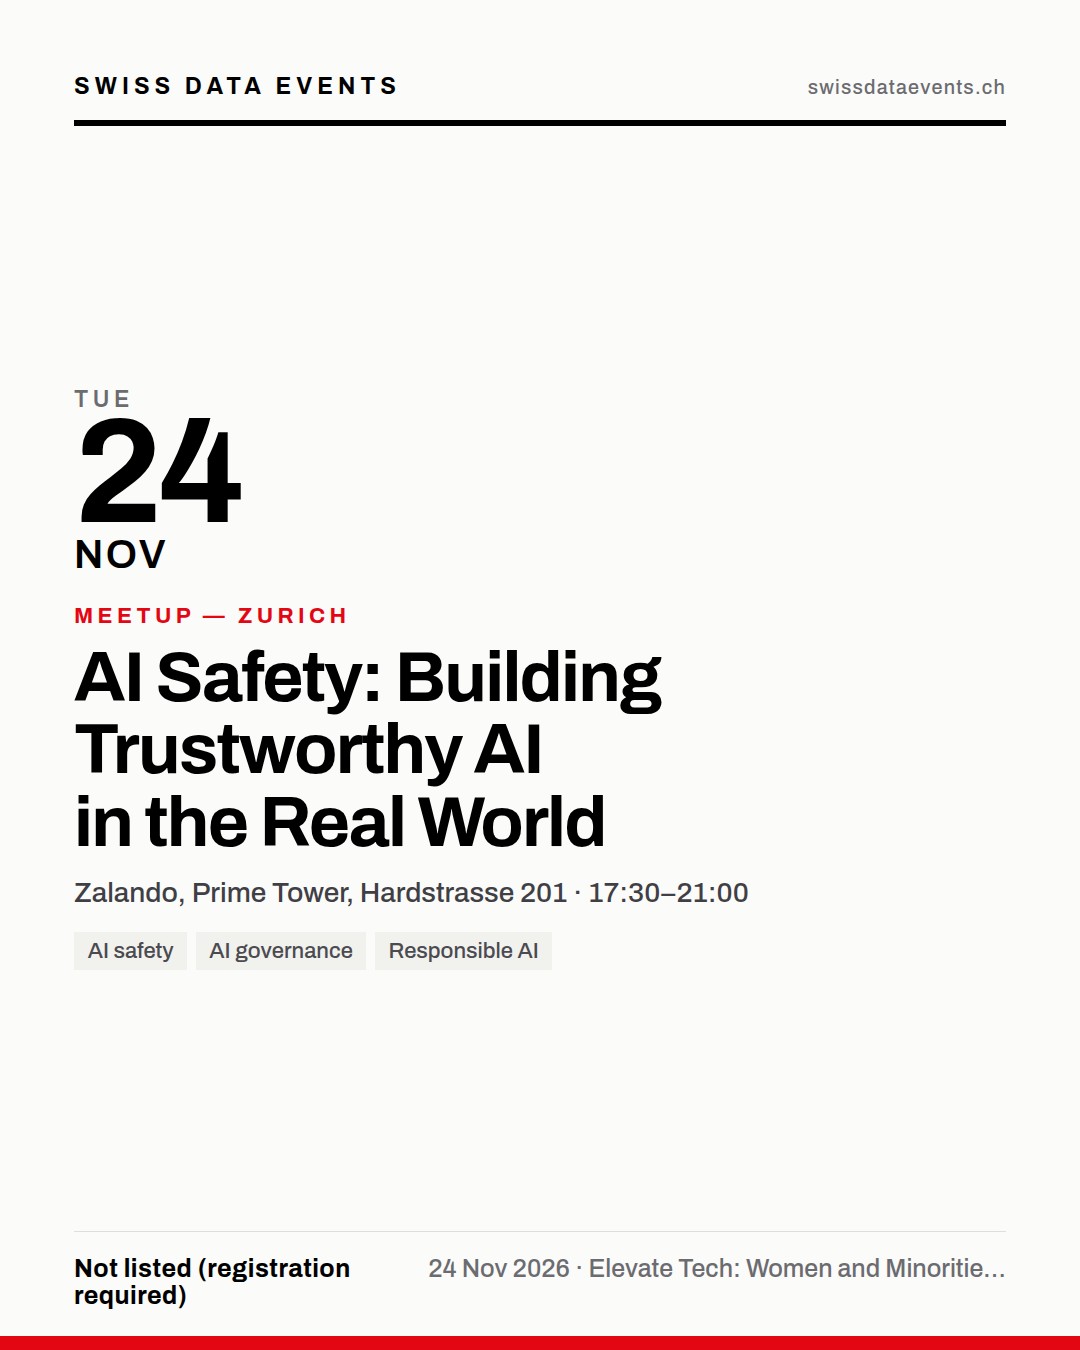 SWISS DATA EVENTS
swissdataevents.ch
TUE
24
NOV
MEETUP — ZURICH
AI Safety: Building
Trustworthy AI
in the Real World
Zalando, Prime Tower, Hardstrasse 201 · 17:30–21:00
AI safety
AI governance
Responsible AI
Not listed (registration
required)
24 Nov 2026 · Elevate Tech: Women and Minoritie…